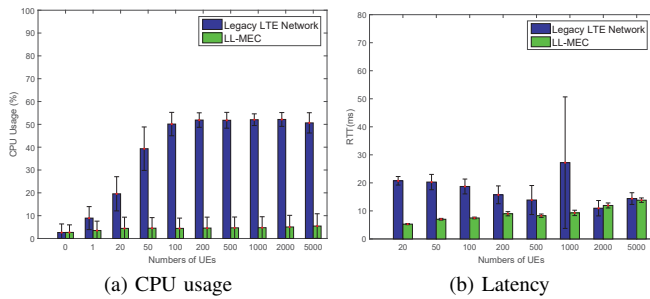 100
90
80
70
60
50
40
30
20
10
0
CPU Usage (%)
Legacy LTE Network
LL-MEC
0 1 20 50 100 200 500 1000 2000 5000
Numbers of UEs
(a) CPU usage
80
70
60
50
40
30
20
10
0
RTT(ms)
Legacy LTE Network
LL-MEC
20 50 100 200 500 1000 2000 5000
Numbers of UEs
(b) Latency